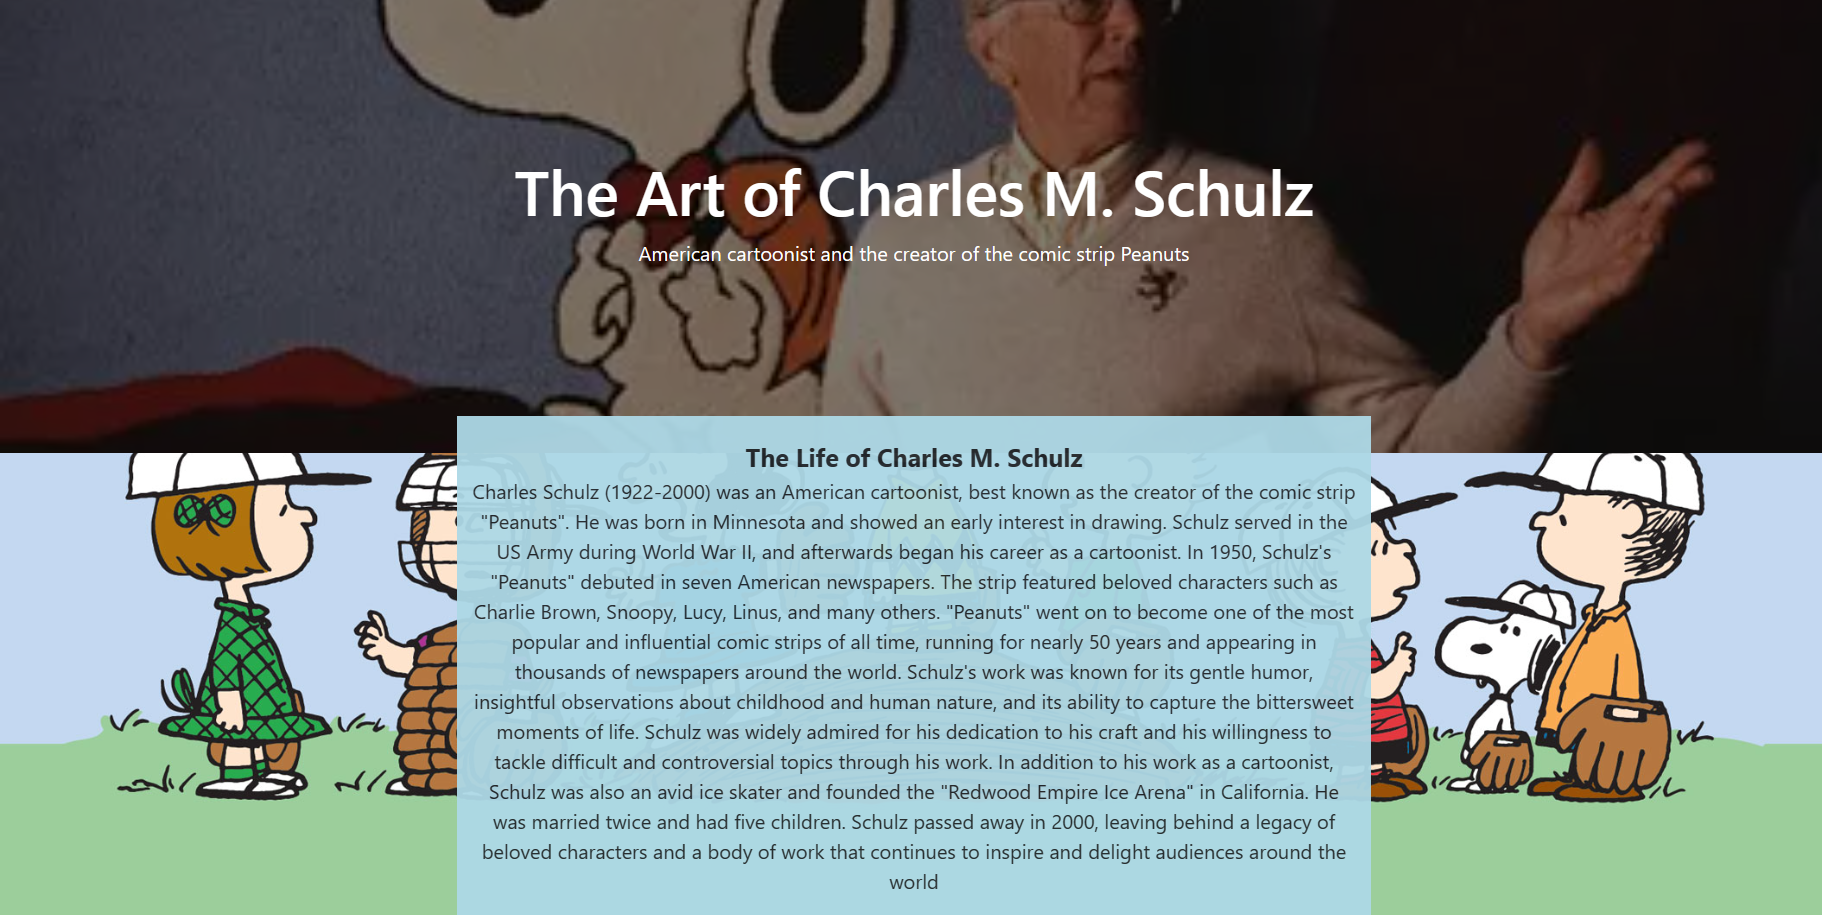 The Art of Charles M. Schulz
American cartoonist and the creator of the comic strip Peanuts
The Life of Charles M. Schulz
Charles Schulz (1922-2000) was an American cartoonist, best known as the creator of the comic strip
"Peanuts". He was born in Minnesota and showed an early interest in drawing. Schulz served in the
US Army during World War II, and afterwards began his career as a cartoonist. In 1950, Schulz's
"Peanuts" debuted in seven American newspapers. The strip featured beloved characters such as
Charlie Brown, Snoopy, Lucy, Linus, and many others. "Peanuts" went on to become one of the most
popular and influential comic strips of all time, running for nearly 50 years and appearing in
thousands of newspapers around the world. Schulz's work was known for its gentle humor,
insightful observations about childhood and human nature, and its ability to capture the bittersweet
moments of life. Schulz was widely admired for his dedication to his craft and his willingness to
tackle difficult and controversial topics through his work. In addition to his work as a cartoonist,
Schulz was also an avid ice skater and founded the "Redwood Empire Ice Arena" in California. He
was married twice and had five children. Schulz passed away in 2000, leaving behind a legacy of
beloved characters and a body of work that continues to inspire and delight audiences around the
world